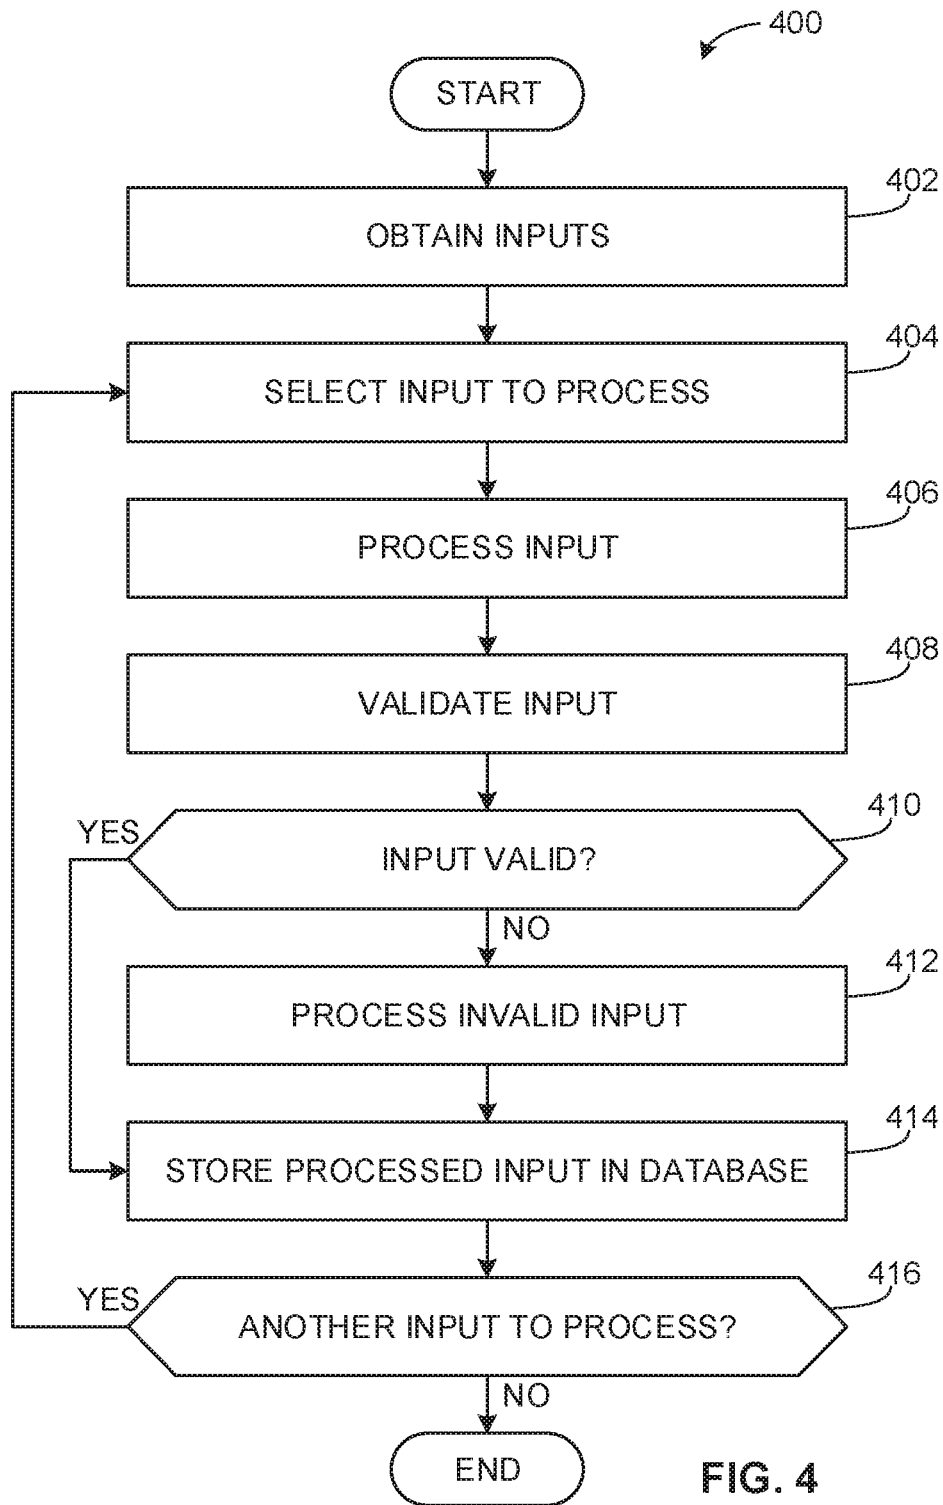 400
START
402
OBTAIN INPUTS
404
SELECT INPUT TO PROCESS
406
PROCESS INPUT
408
VALIDATE INPUT
410
YES
INPUT VALID?
NO
412
PROCESS INVALID INPUT
414
STORE PROCESSED INPUT IN DATABASE
416
YES
ANOTHER INPUT TO PROCESS?
NO
END
FIG. 4